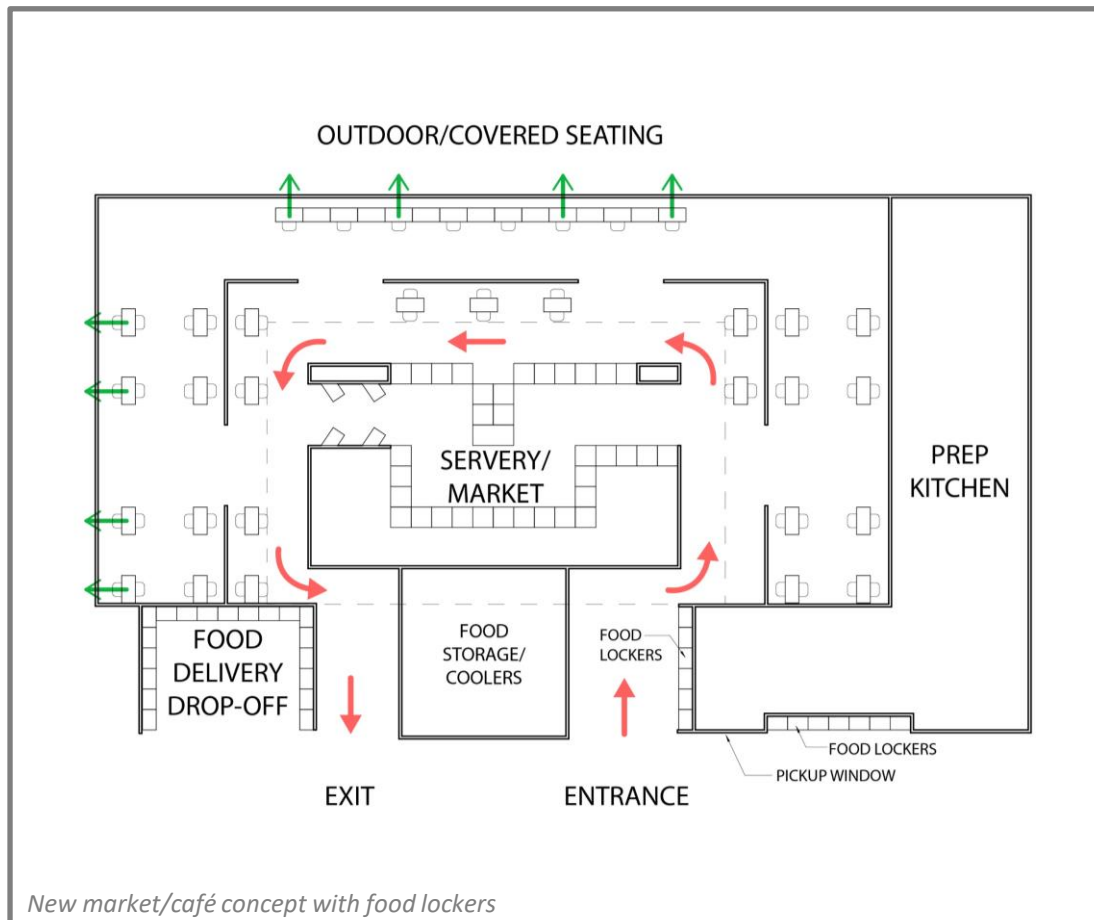 OUTDOOR/COVERED SEATING
SERVERY/
MARKET
PREP
KITCHEN
FOOD
DELIVERY
DROP-OFF
FOOD
STORAGE/
COOLERS
FOOD
LOCKERS
FOOD LOCKERS
PICKUP WINDOW
EXIT
ENTRANCE
New market/café concept with food lockers